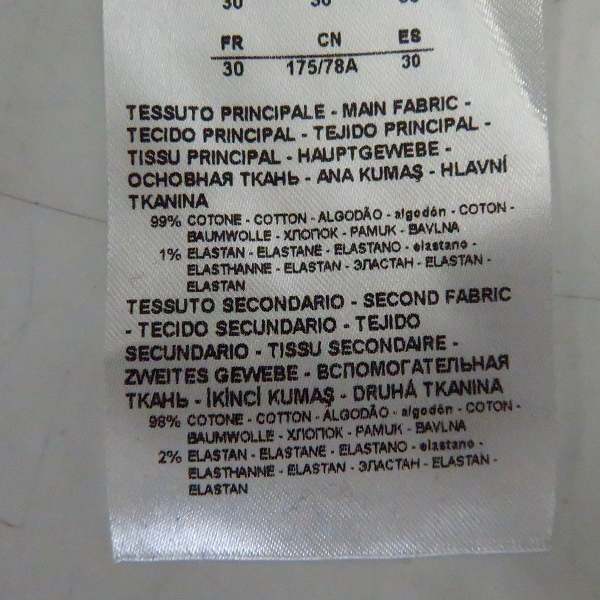 30 30 30
FR CN ES
30 175/78A 30
TESSUTO PRINCIPALE - MAIN FABRIC -
TECIDO PRINCIPAL - TEJIDO PRINCIPAL -
TISSU PRINCIPAL - HAUPTGEWEBE -
ОСНОВНАЯ ТКАНЬ - ANA KUMAŞ - HLAVNÍ
TKANINA
99% COTONE - COTTON - ALGODÃO - algodón - COTON -
BAUMWOLLE - ХЛОПОК - PAMUK - BAVLNA
1% ELASTAN - ELASTANE - ELASTANO - elastano -
ELASTHANNE - ELASTAN - ЭЛАСТАН - ELASTAN -
ELASTAN
TESSUTO SECONDARIO - SECOND FABRIC
- TECIDO SECUNDARIO - TEJIDO
SECUNDARIO - TISSU SECONDAIRE -
ZWEITES GEWEBE - ВСПОМОГАТЕЛЬНАЯ
ТКАНЬ - İKİNCİ KUMAŞ - DRUHÁ TKANINA
98% COTONE - COTTON - ALGODÃO - algodón - COTON -
BAUMWOLLE - ХЛОПОК - PAMUK - BAVLNA
2% ELASTAN - ELASTANE - ELASTANO - elastano -
ELASTHANNE - ELASTAN - ЭЛАСТАН - ELASTAN -
ELASTAN